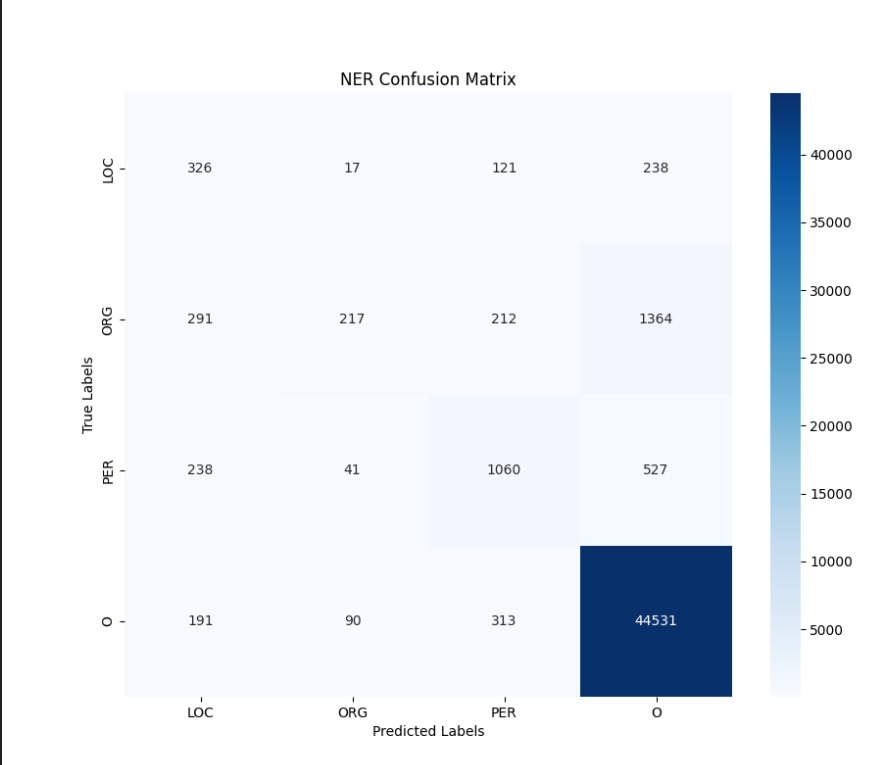 NER Confusion Matrix
LOC
326 17 121 238
ORG
291 217 212 1364
PER
238 41 1060 527
O
191 90 313 44531
True Labels
LOC ORG PER O
Predicted Labels
40000
35000
30000
25000
20000
15000
10000
5000